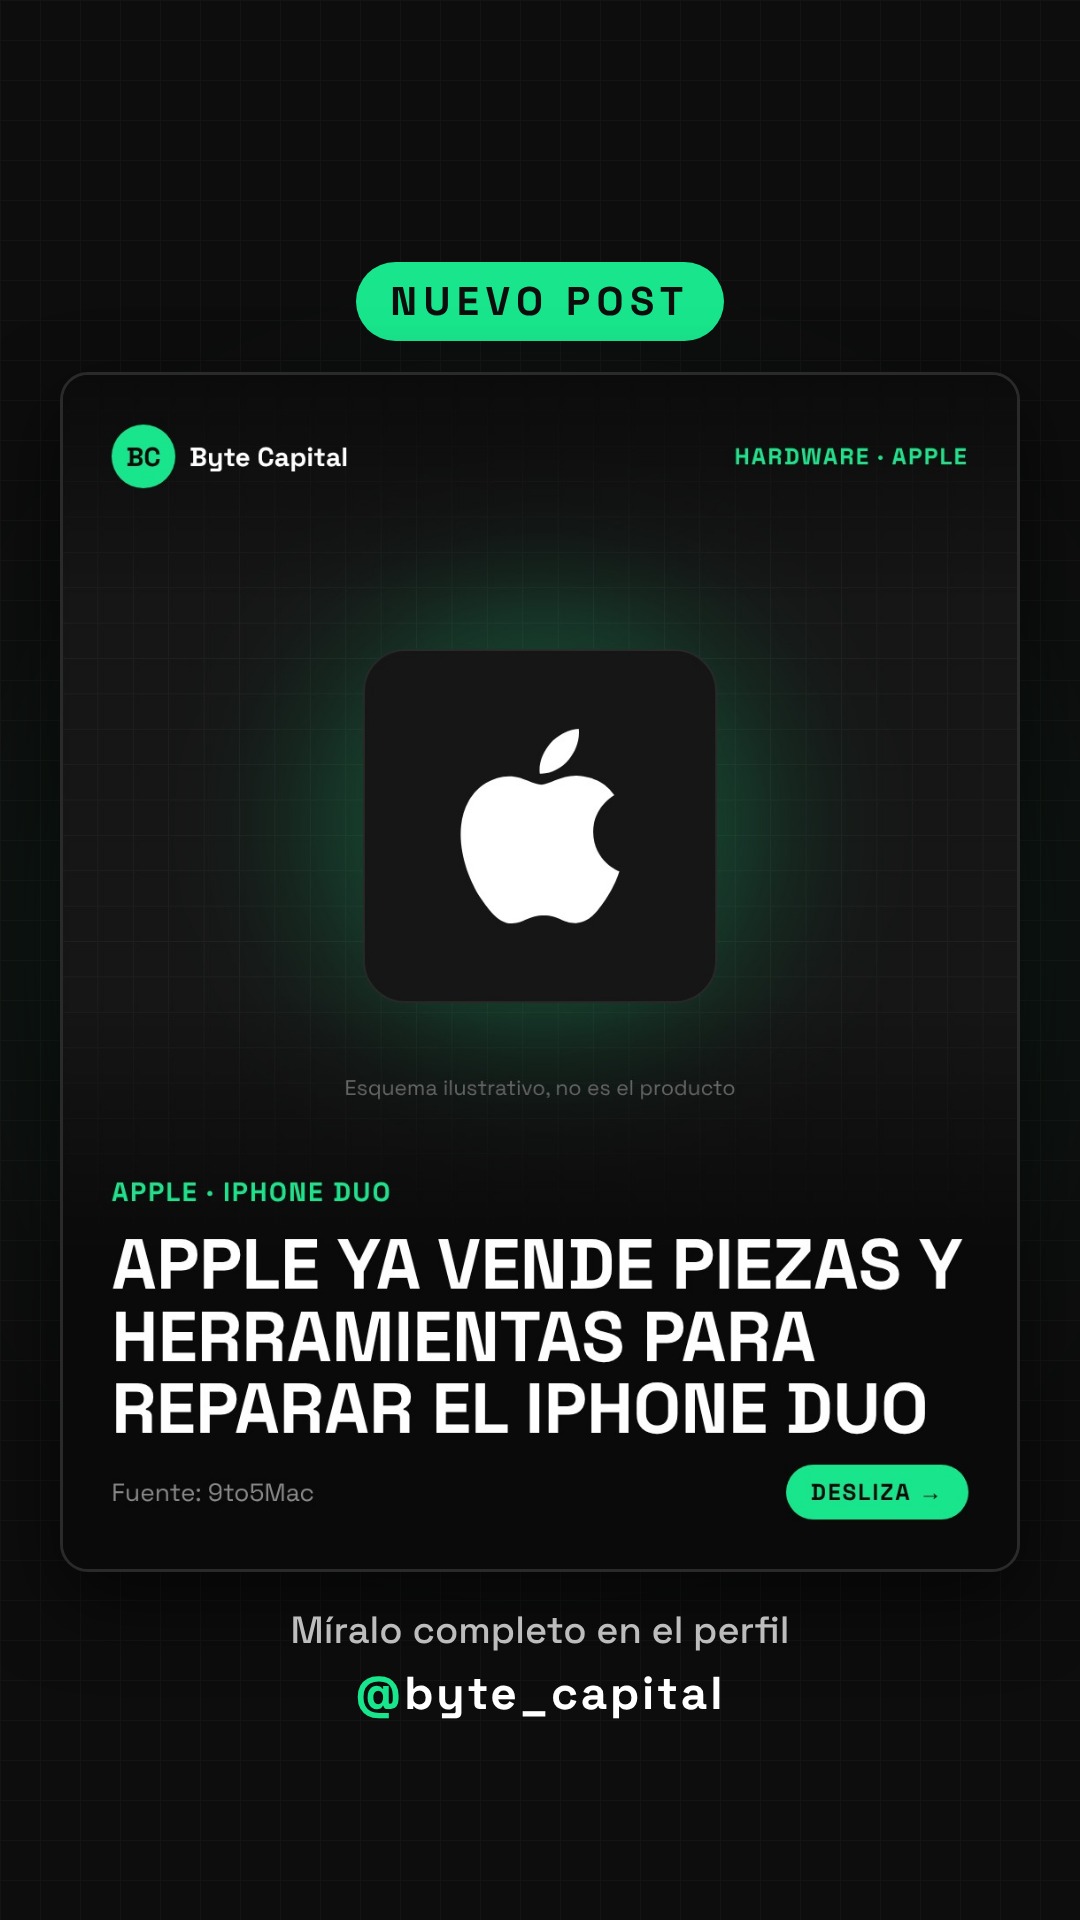 NUEVO POST
BC Byte Capital
HARDWARE · APPLE
Esquema ilustrativo, no es el producto
APPLE · IPHONE DUO
APPLE YA VENDE PIEZAS Y
HERRAMIENTAS PARA
REPARAR EL IPHONE DUO
Fuente: 9to5Mac
DESLIZA →
Míralo completo en el perfil
@byte_capital